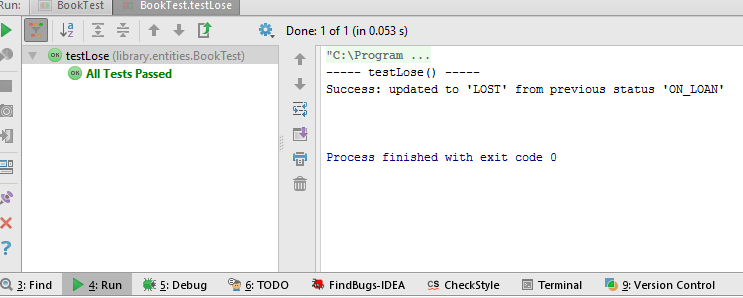 Run: BookTest BookTest.testLose
Done: 1 of 1 (in 0.053 s)
testLose (library.entities.BookTest)
OK All Tests Passed
"C:\Program ...
----- testLose() -----
Success: updated to 'LOST' from previous status 'ON_LOAN'
Process finished with exit code 0
3: Find 4: Run 5: Debug 6: TODO FindBugs-IDEA CS CheckStyle Terminal 9: Version Control